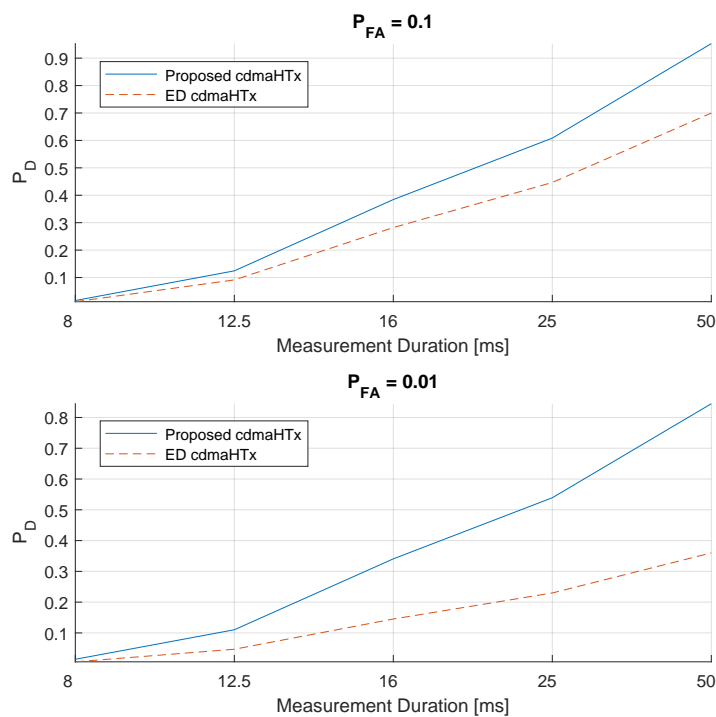 P_FA = 0.1
0.9
0.8
0.7
0.6
0.5
0.4
0.3
0.2
0.1
P_D
Proposed cdmaHTx
ED cdmaHTx
8 12.5 16 25 50
Measurement Duration [ms]
P_FA = 0.01
0.8
0.7
0.6
0.5
0.4
0.3
0.2
0.1
P_D
Proposed cdmaHTx
ED cdmaHTx
8 12.5 16 25 50
Measurement Duration [ms]